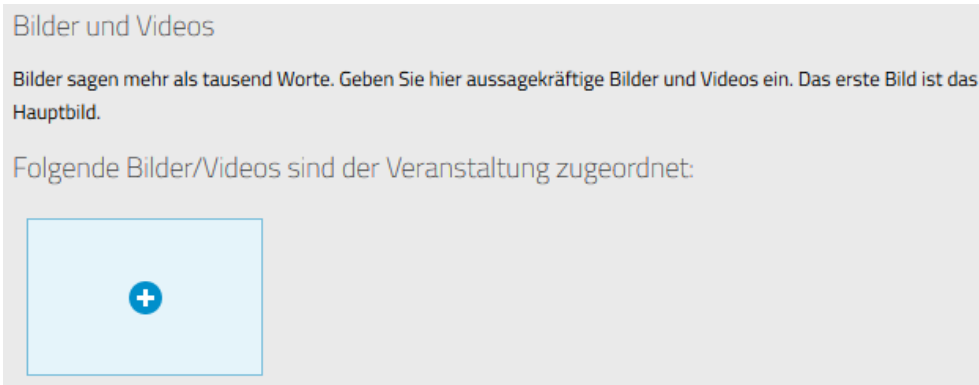 Bilder und Videos
Bilder sagen mehr als tausend Worte. Geben Sie hier aussagekräftige Bilder und Videos ein. Das erste Bild ist das
Hauptbild.
Folgende Bilder/Videos sind der Veranstaltung zugeordnet: